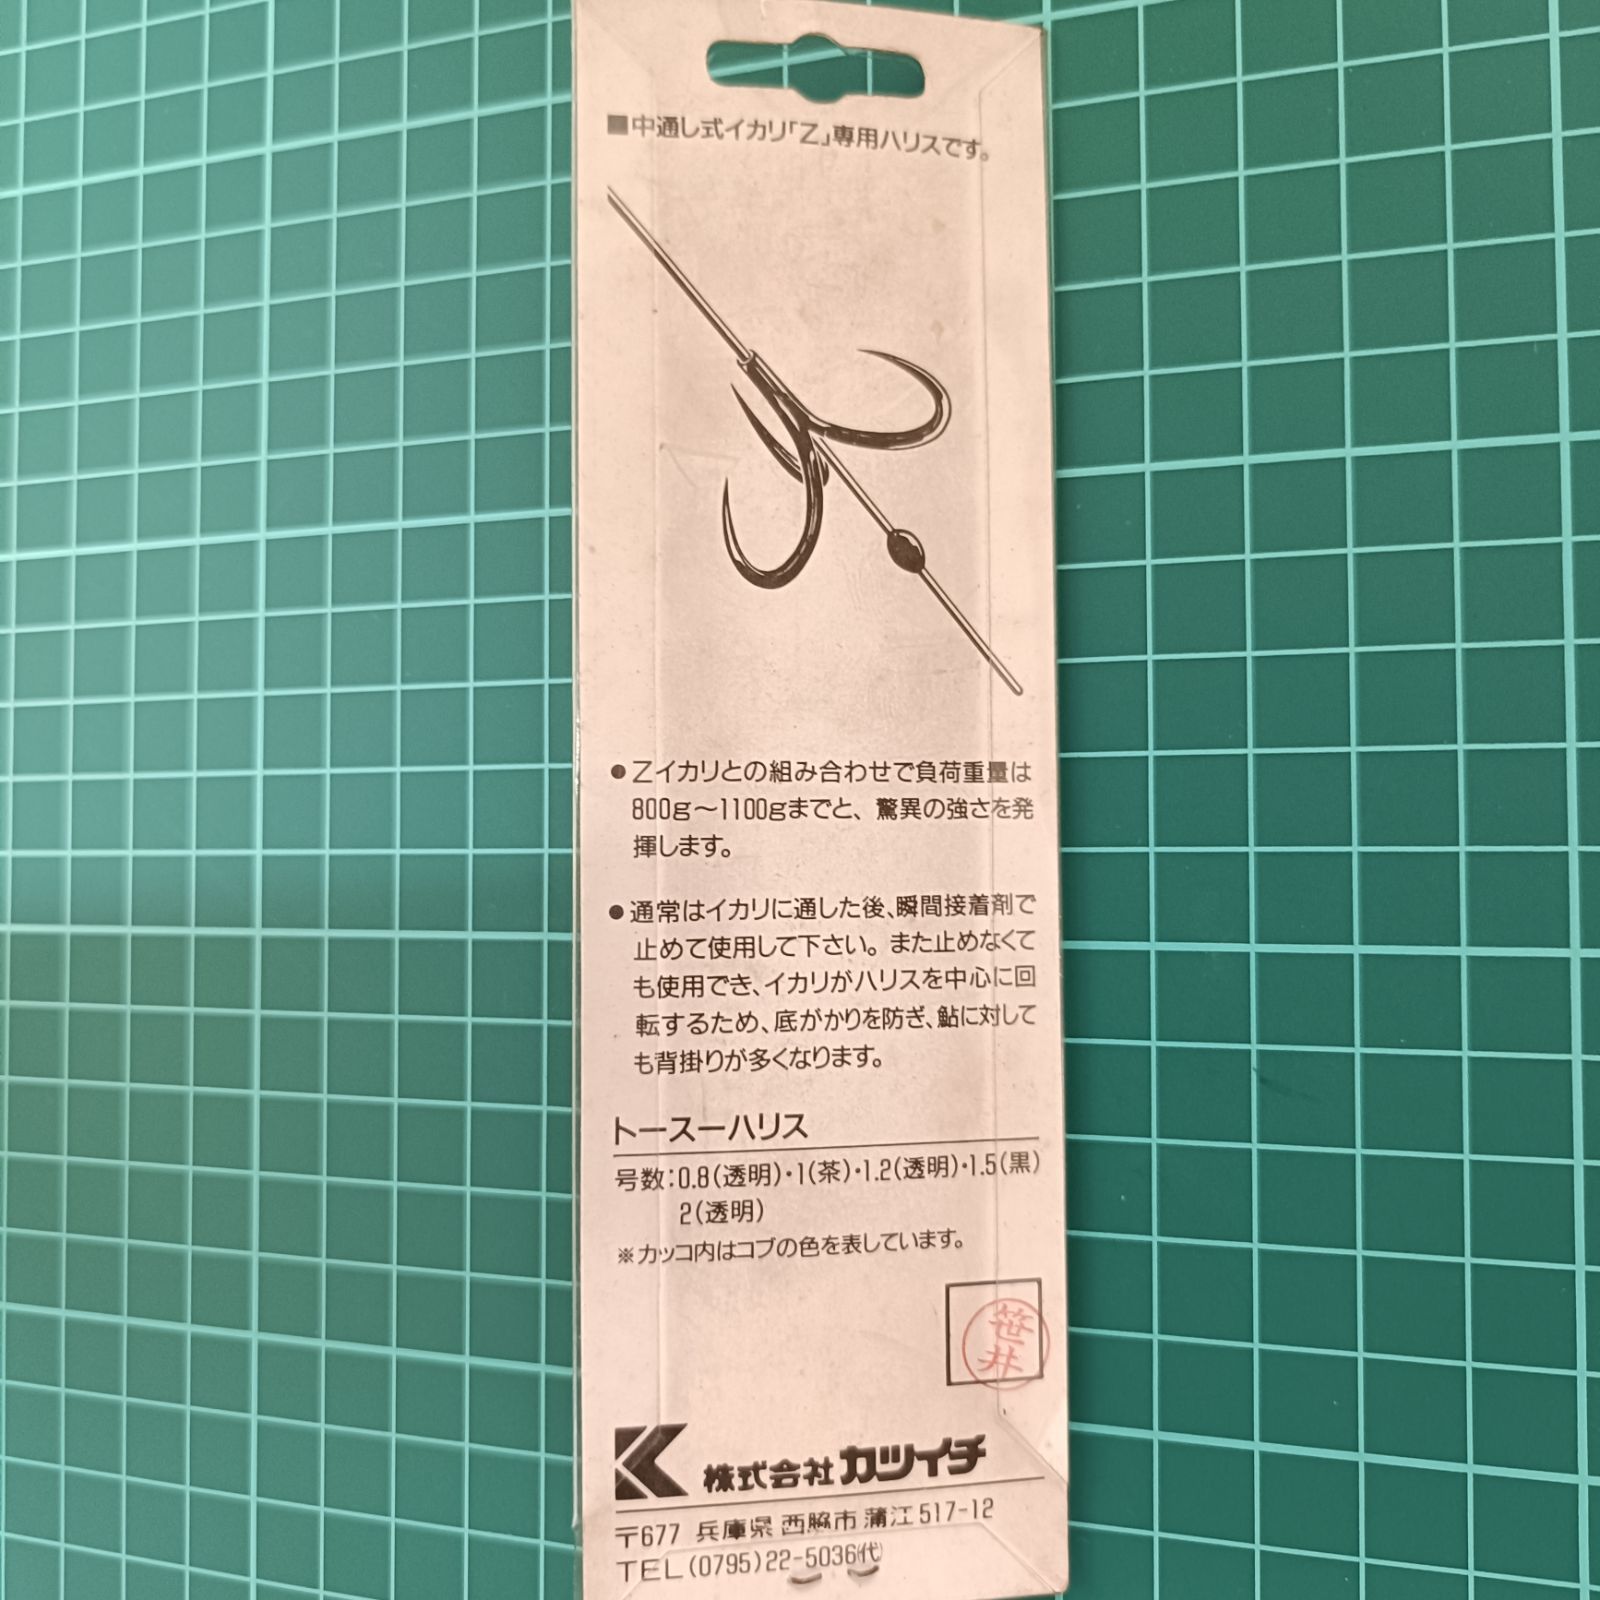 ■中通し式イカリ「Z」専用ハリスです。
●Zイカリとの組み合わせで負荷重量は
800g〜1100gまでと、驚異の強さを発
揮します。
●通常はイカリに通した後、瞬間接着剤で
止めて使用して下さい。また止めなくて
も使用でき、イカリがハリスを中心に回
転するため、底がかりを防ぎ、鮎に対して
も背掛りが多くなります。
トースーハリス
号数:0.8(透明)・1(茶)・1.2(透明)・1.5(黒)
2(透明)
※カッコ内はコブの色を表しています。
笹井
株式会社カツイチ
〒677 兵庫県西脇市蒲江517-12
TEL(0795)22-5036(代)